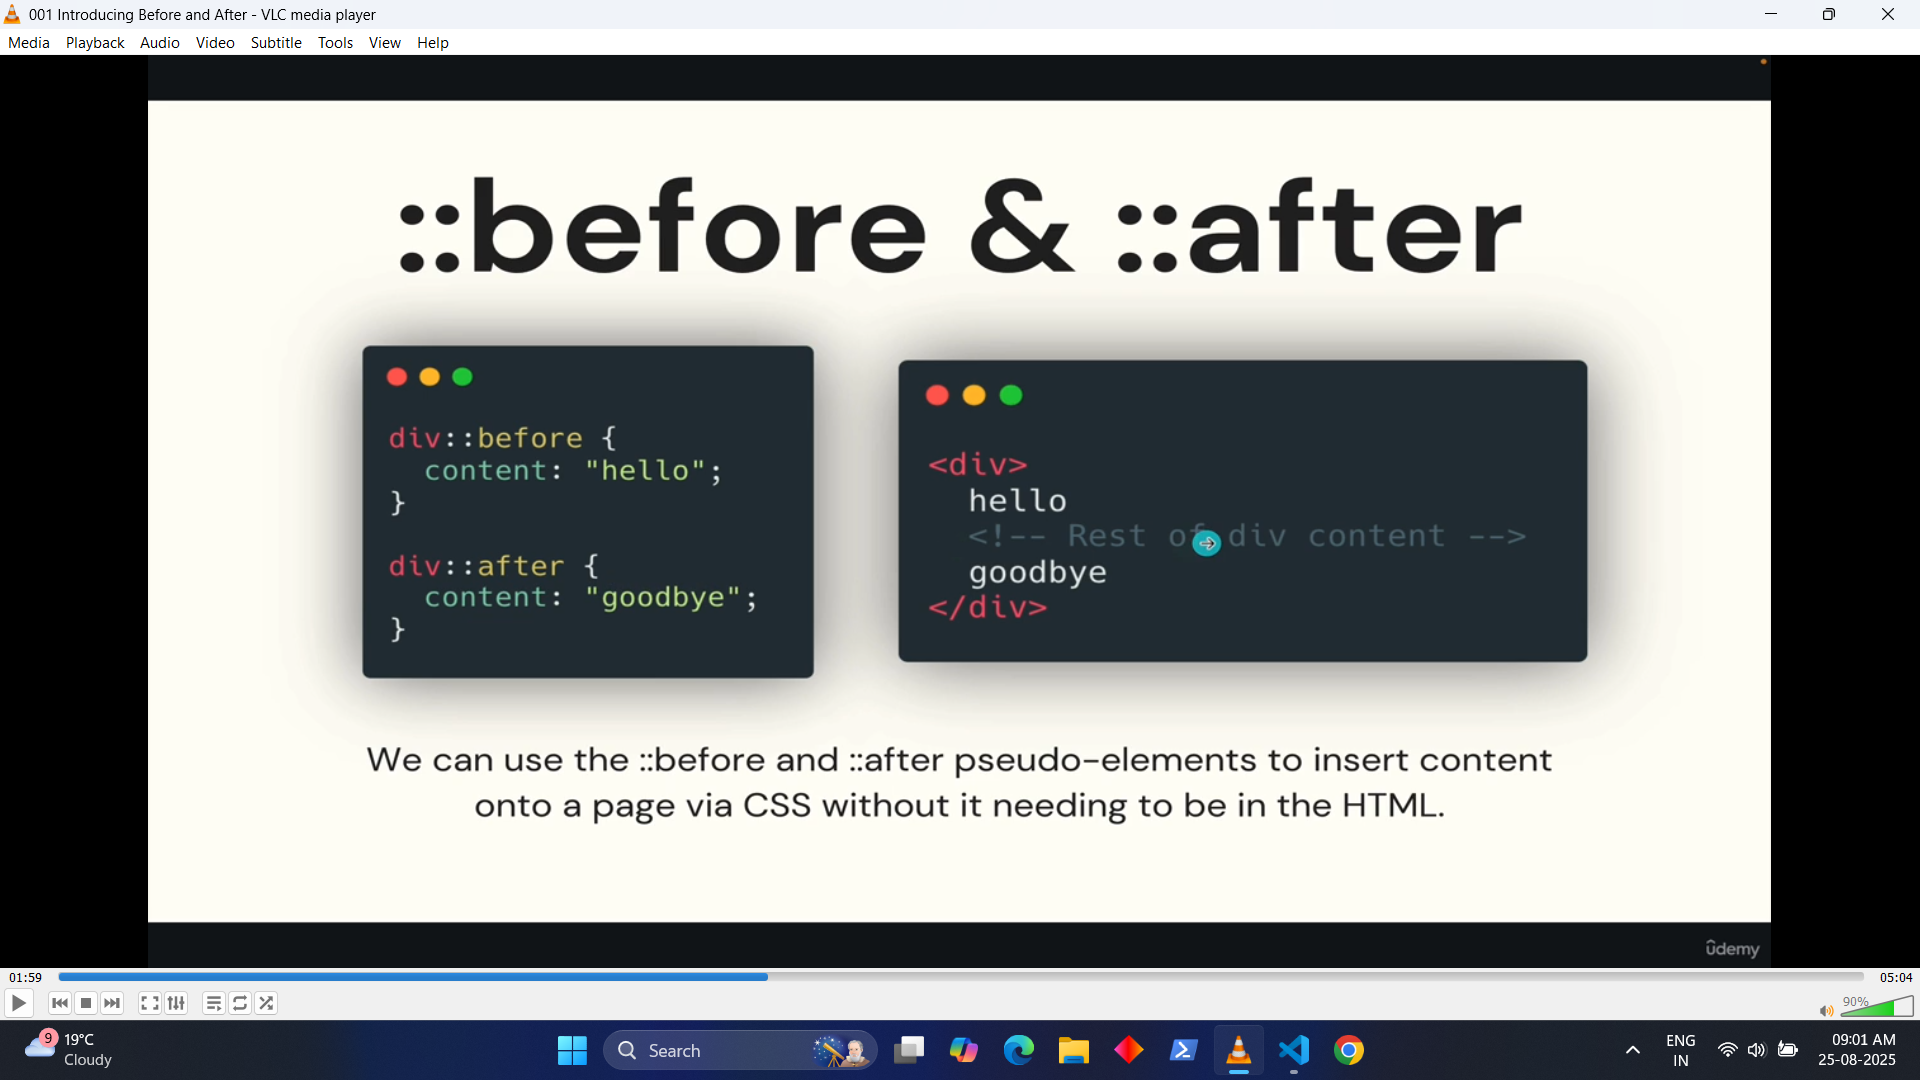 001 Introducing Before and After - VLC media player
Media Playback Audio Video Subtitle Tools View Help
::before & ::after
div::before {
content: "hello";
}
div::after {
content: "goodbye";
}
<div>
hello
<!-- Rest of div content -->
goodbye
</div>
We can use the ::before and ::after pseudo-elements to insert content
onto a page via CSS without it needing to be in the HTML.
ûdemy
01:59
05:04
90%
9
19°C
Cloudy
Search
ENG
IN
09:01 AM
25-08-2025